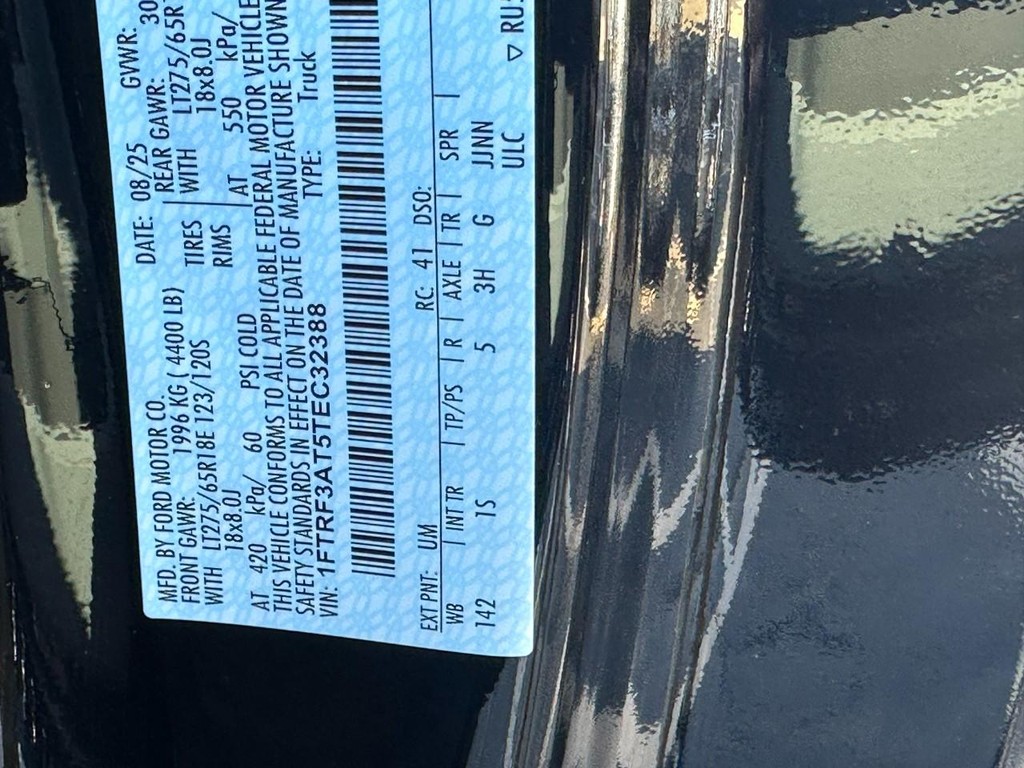 MFD. BY FORD MOTOR CO.
DATE: 08/25 GVWR: 30
FRONT GAWR: REAR GAWR:
1996 KG ( 4400 LB)
WITH TIRES WITH
LT275/65R18E 123/120S LT275/65R
18x8.0J RIMS 18x8.0J
AT 420 kPa/ 60 PSI COLD AT 550 kPa/
THIS VEHICLE CONFORMS TO ALL APPLICABLE FEDERAL MOTOR VEHICLE
SAFETY STANDARDS IN EFFECT ON THE DATE OF MANUFACTURE SHOWN
VIN: 1FTRF3AT5TEC32388 TYPE: Truck
EXT PNT: UM RC: 41 DSO:
WB | INT TR | TP/PS | R | AXLE | TR | SPR |
142 1S 5 3H G JJNN
ULC
▽ RU